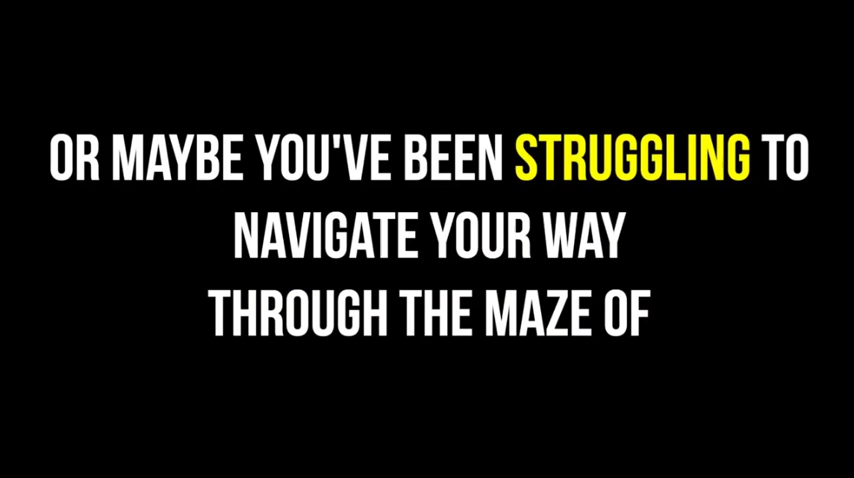 OR MAYBE YOU'VE BEEN STRUGGLING TO
NAVIGATE YOUR WAY
THROUGH THE MAZE OF